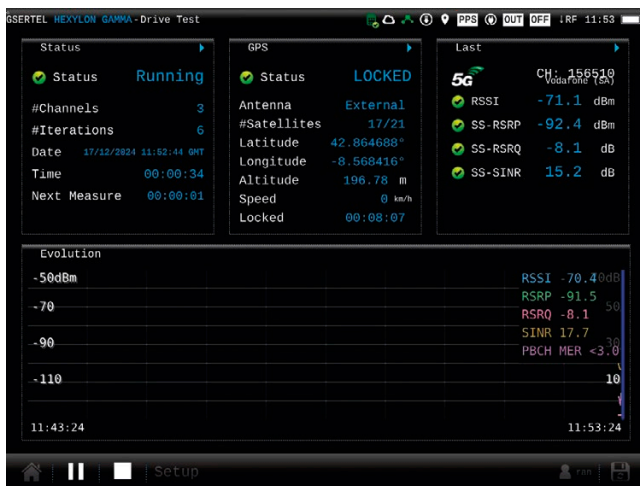 GSERTEL HEXYLON GAMMA-Drive Test PPS OUT OFF ↓RF 11:53
Status
Status Running
#Channels 3
#Iterations 6
Date 17/12/2024 11:52:44 GMT
Time 00:00:34
Next Measure 00:00:01
GPS
Status LOCKED
Antenna External
#Satellites 17/21
Latitude 42.864688°
Longitude -8.568416°
Altitude 196.78 m
Speed 0 km/h
Locked 00:08:07
Last
5G CH: 156510
Vodafone (SA)
RSSI -71.1 dBm
SS-RSRP -92.4 dBm
SS-RSRQ -8.1 dB
SS-SINR 15.2 dB
Evolution
-50dBm RSSI -70.4 70dB
-70 RSRP -91.5 50
RSRQ -8.1
SINR 17.7
-90 PBCH MER <3.0 30
-110 10
11:43:24 11:53:24
Setup ran